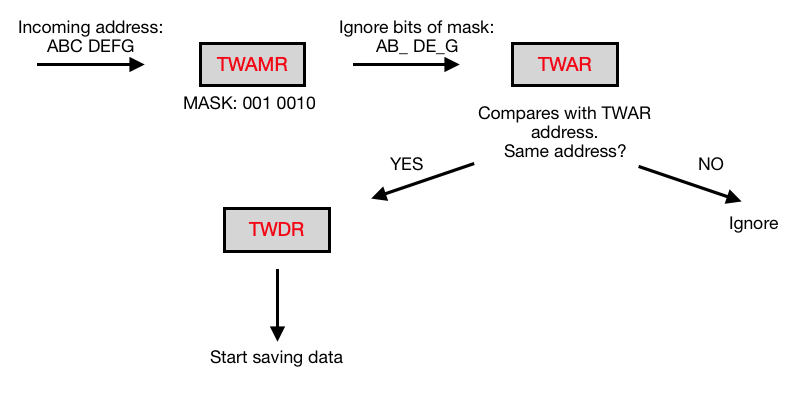 Incoming address:
ABC DEFG
TWAMR
MASK: 001 0010
Ignore bits of mask:
AB_ DE_G
TWAR
Compares with TWAR
address.
Same address?
YES
NO
Ignore
TWDR
Start saving data